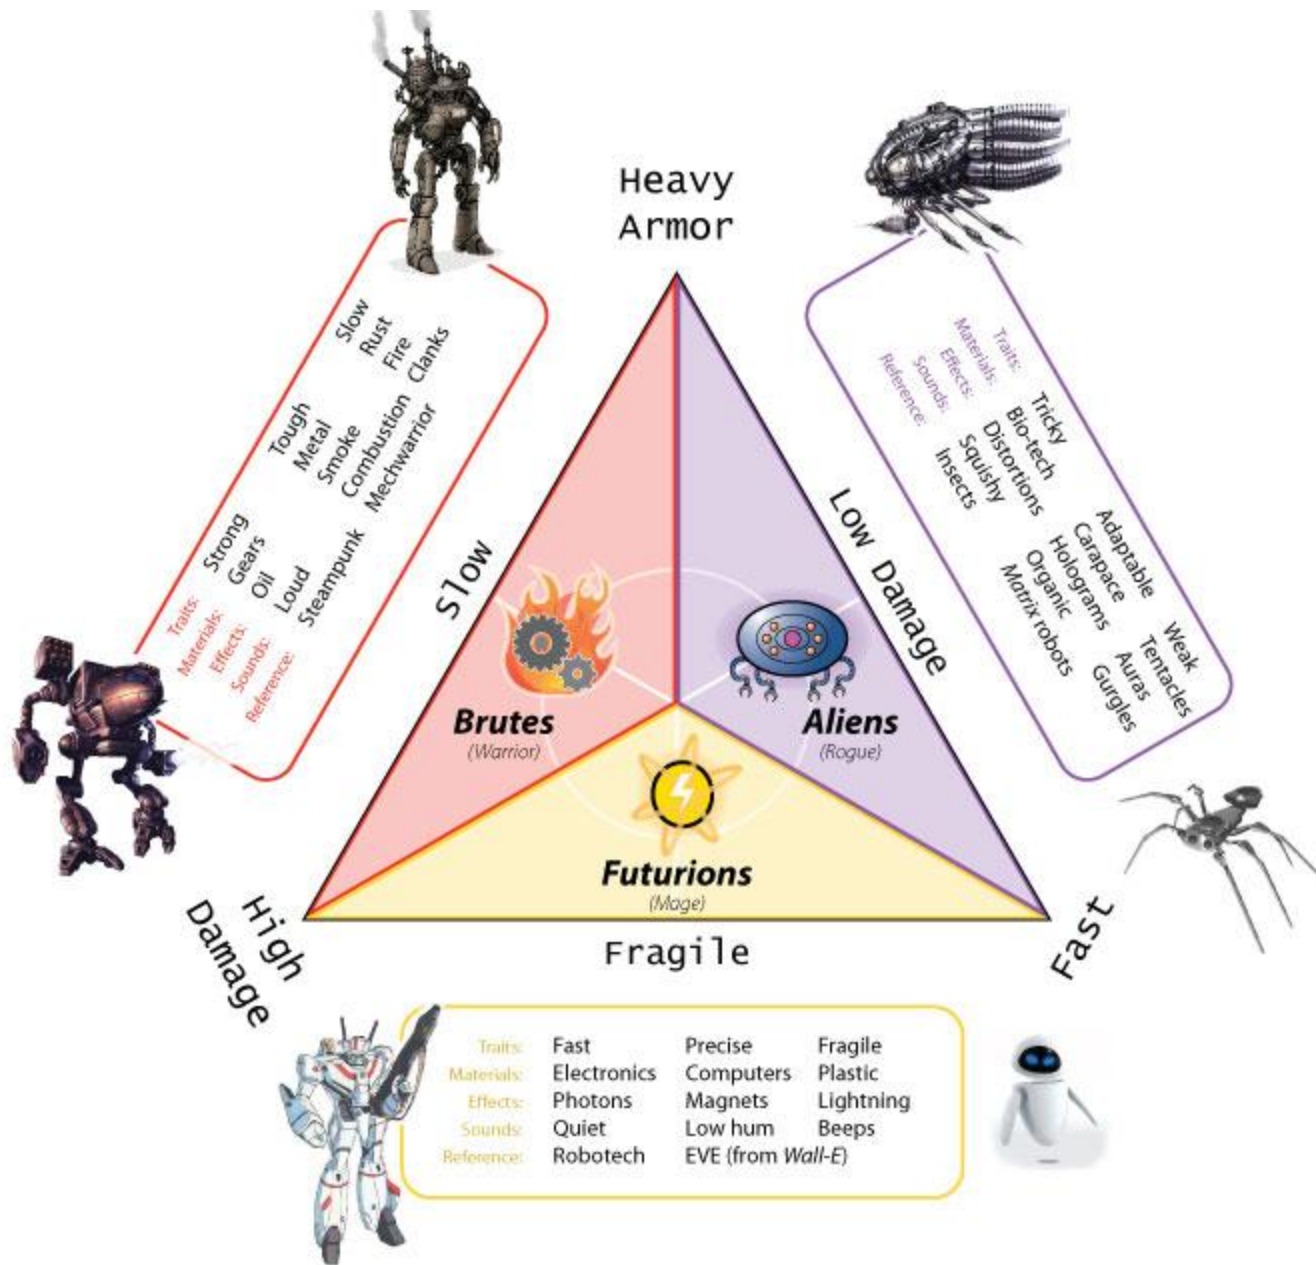 Heavy
Armor
Slow
Low Damage
High
Damage
Fragile
Fast
Brutes
(Warrior)
Aliens
(Rogue)
Futurions
(Mage)
Traits: Strong Tough Slow
Materials: Gears Metal Rust
Effects: Oil Smoke Fire
Sounds: Loud Combustion Clanks
Reference: Steampunk Mechwarrior
Traits: Tricky Adaptable Weak
Materials: Bio-tech Carapace Tentacles
Effects: Distortions Holograms Auras
Sounds: Squishy Organic Gurgles
Reference: Insects Matrix robots
Traits: Fast Precise Fragile
Materials: Electronics Computers Plastic
Effects: Photons Magnets Lightning
Sounds: Quiet Low hum Beeps
Reference: Robotech EVE (from Wall-E)